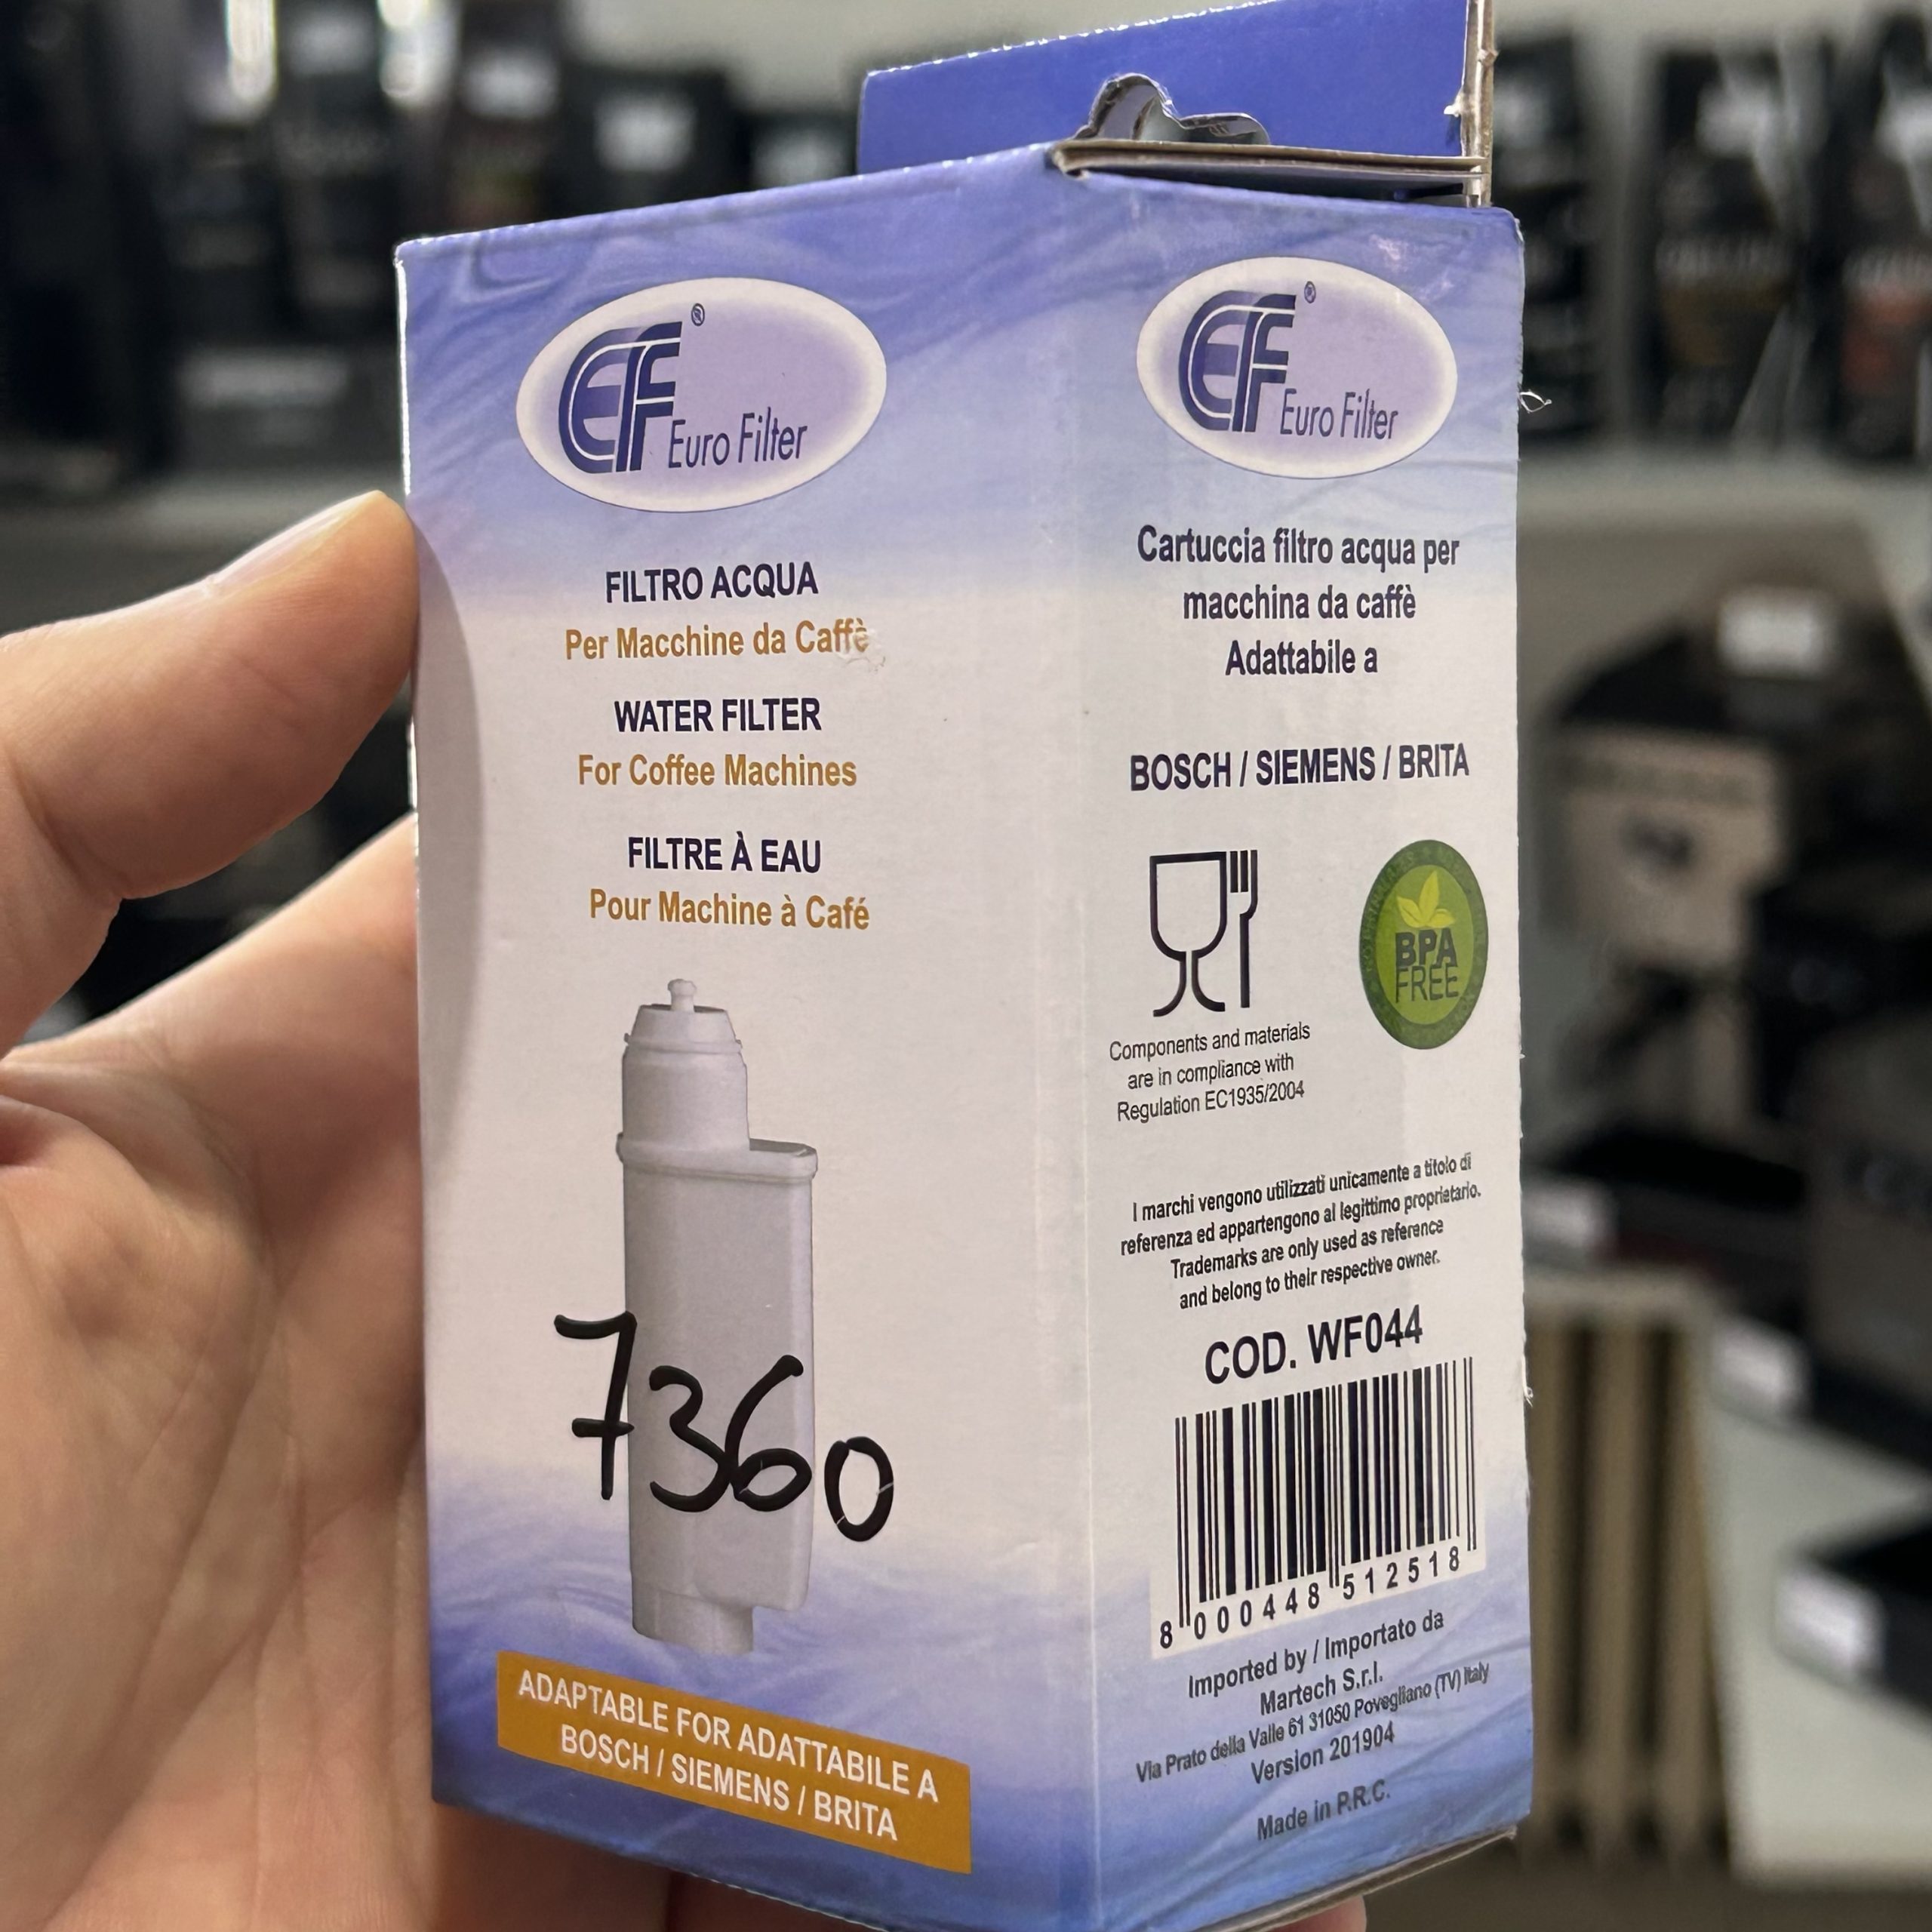 EF®
Euro Filter
FILTRO ACQUA
Per Macchine da Caffè
WATER FILTER
For Coffee Machines
FILTRE À EAU
Pour Machine à Café
7360
ADAPTABLE FOR ADATTABILE A
BOSCH / SIEMENS / BRITA
EF®
Euro Filter
Cartuccia filtro acqua per
macchina da caffè
Adattabile a
BOSCH / SIEMENS / BRITA
BPA
FREE
Components and materials
are in compliance with
Regulation EC1935/2004
I marchi vengono utilizzati unicamente a titolo di
referenza ed appartengono al legittimo proprietario.
Trademarks are only used as reference
and belong to their respective owner.
COD. WF044
8 000448 512518
Imported by / Importato da
Martech S.r.l.
Via Prato della Valle 61 31050 Povegliano (TV) Italy
Version 201904
Made in P.R.C.